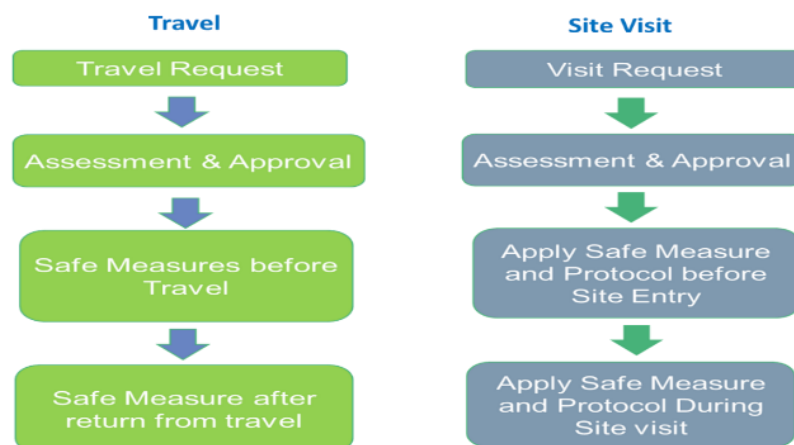 Travel
Travel Request
Assessment & Approval
Safe Measures before
Travel
Safe Measure after
return from travel
Site Visit
Visit Request
Assessment & Approval
Apply Safe Measure
and Protocol before
Site Entry
Apply Safe Measure
and Protocol During
Site visit